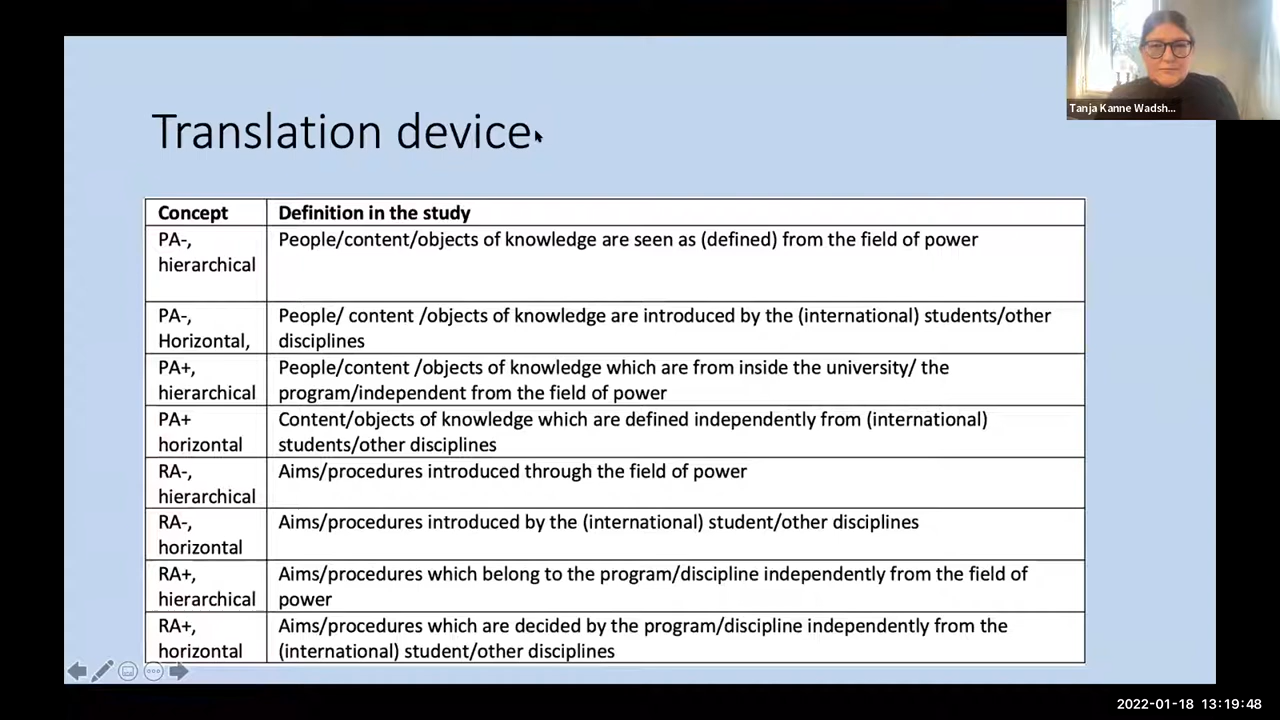 Tanja Kanne Wadsh...
Translation device
Concept Definition in the study
PA-, People/content/objects of knowledge are seen as (defined) from the field of power
hierarchical
PA-, People/ content /objects of knowledge are introduced by the (international) students/other
Horizontal, disciplines
PA+, People/content /objects of knowledge which are from inside the university/ the
hierarchical program/independent from the field of power
PA+ Content/objects of knowledge which are defined independently from (international)
horizontal students/other disciplines
RA-, Aims/procedures introduced through the field of power
hierarchical
RA-, Aims/procedures introduced by the (international) student/other disciplines
horizontal
RA+, Aims/procedures which belong to the program/discipline independently from the field of
hierarchical power
RA+, Aims/procedures which are decided by the program/discipline independently from the
horizontal (international) student/other disciplines
2022-01-18 13:19:48